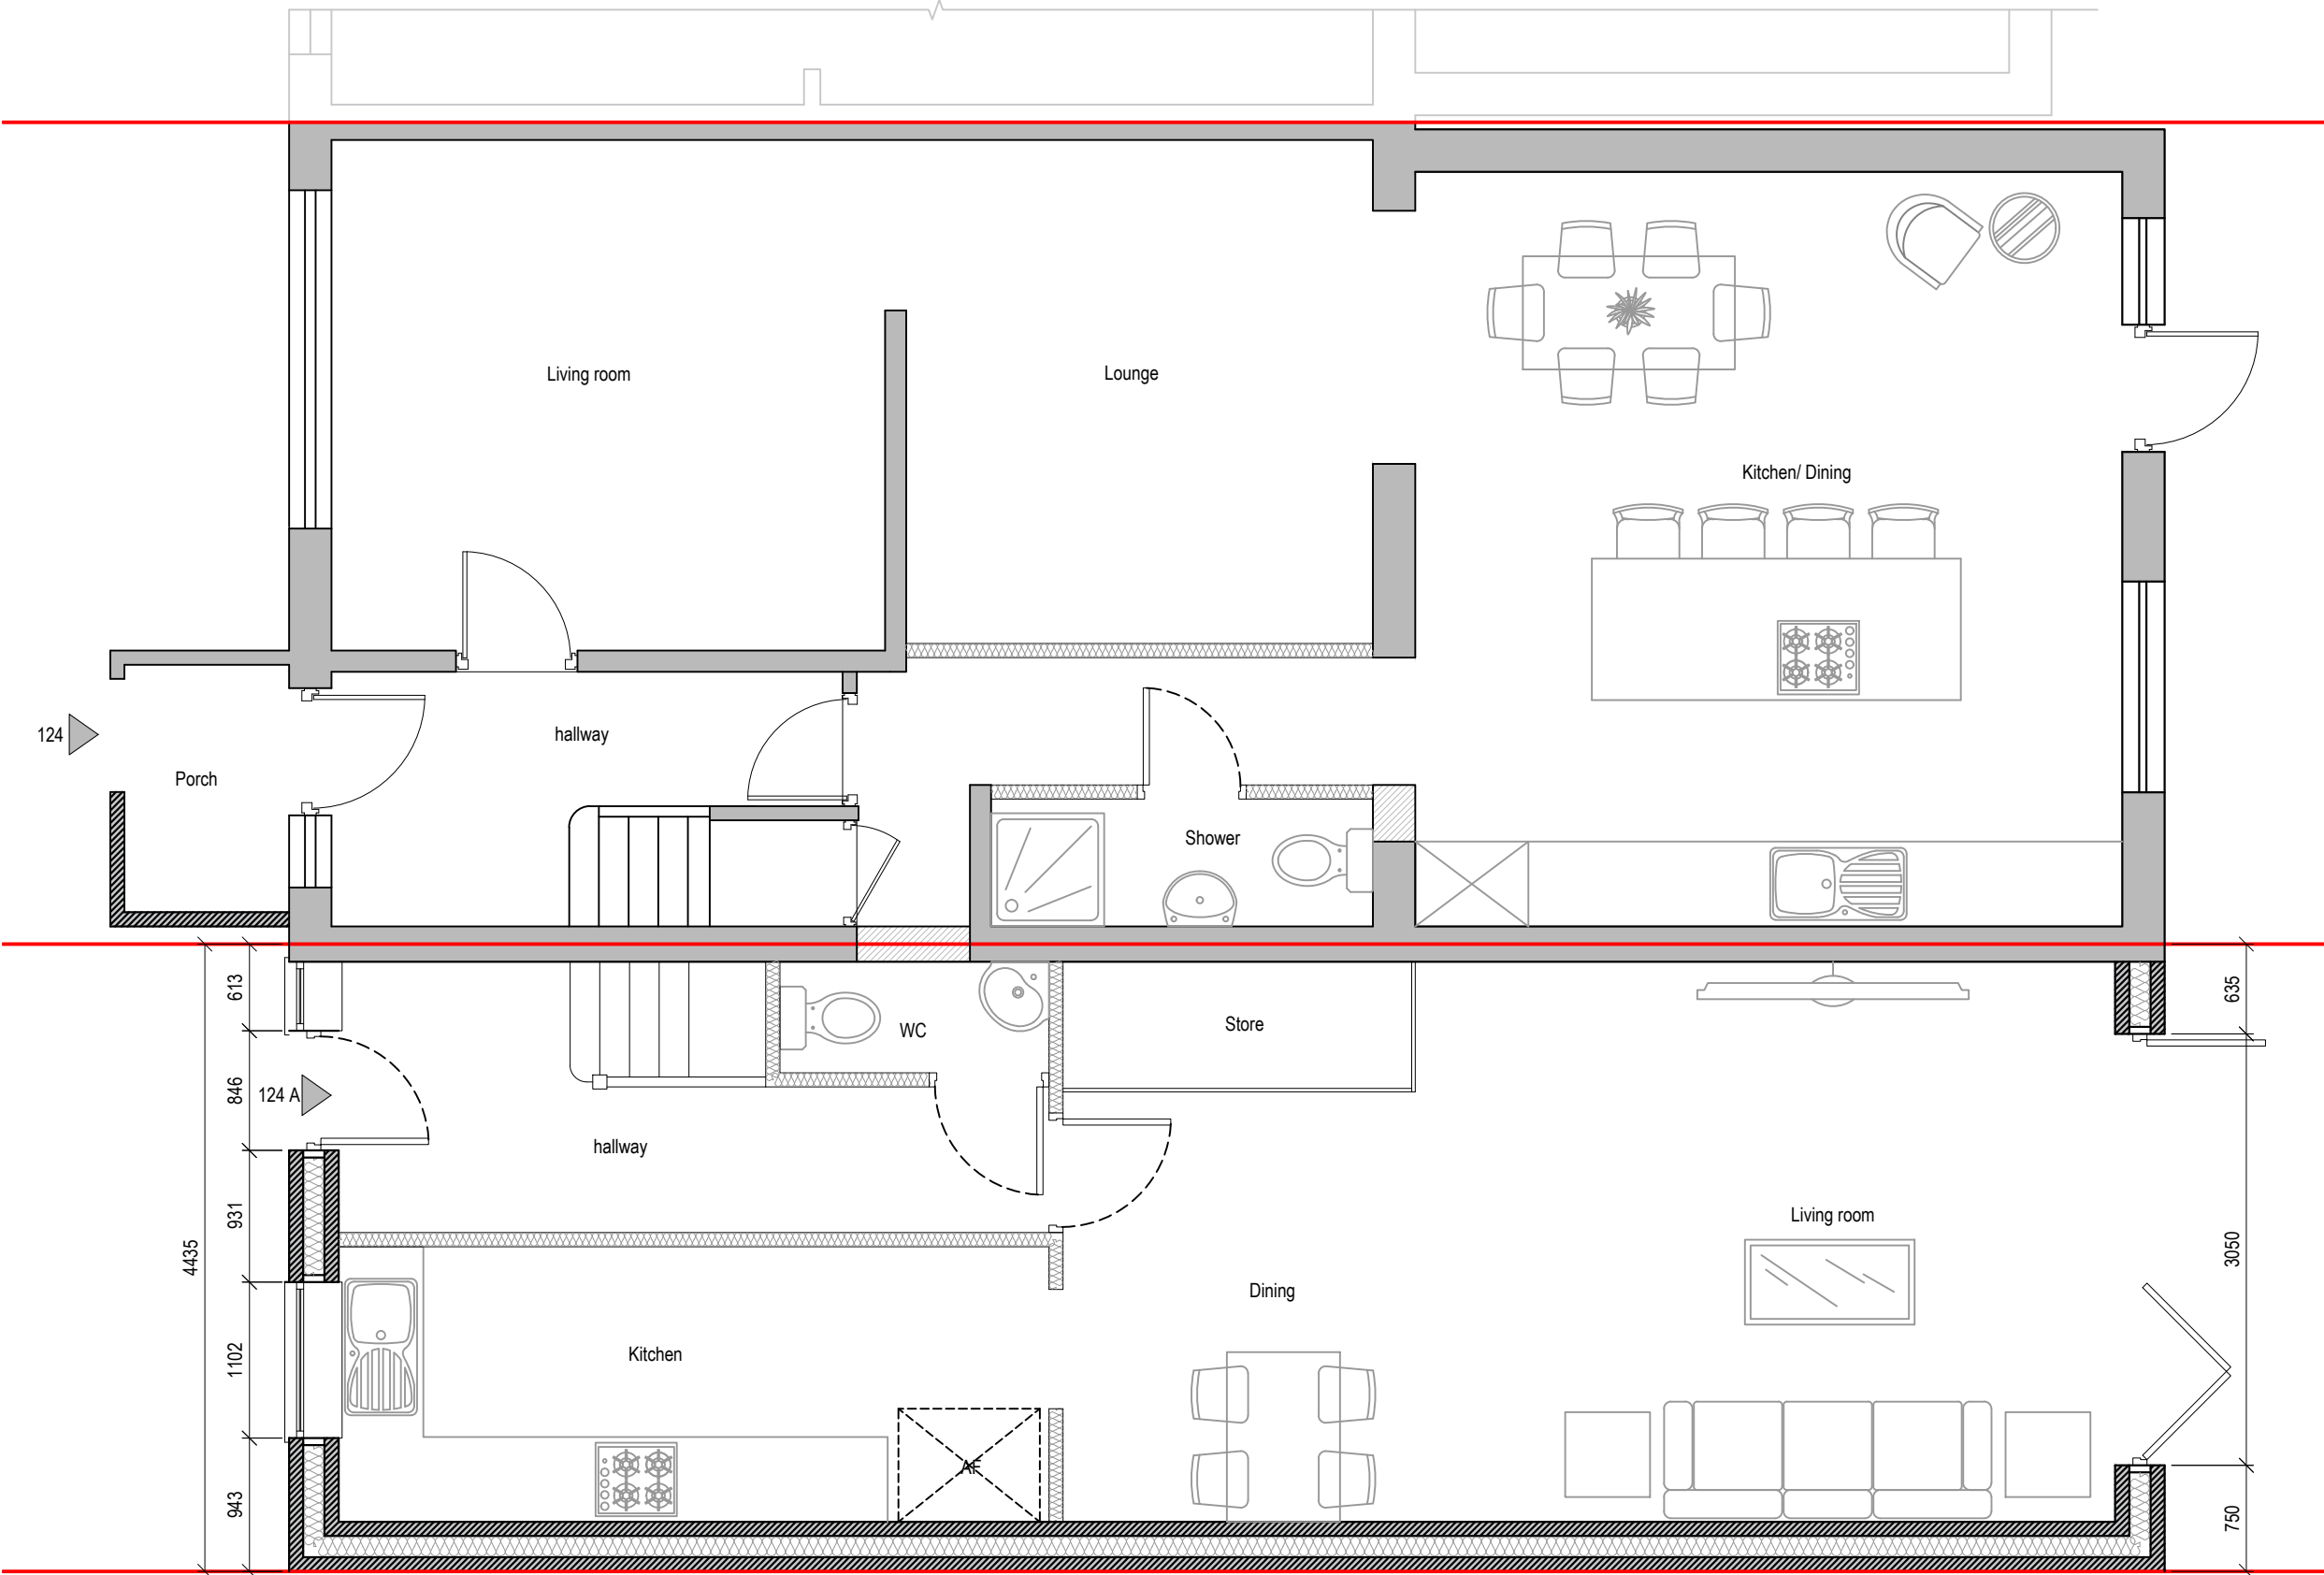 Living room
Lounge
Kitchen/ Dining
124
hallway
Porch
Shower
613
635
WC
Store
846
124 A
hallway
931
Living room
4435
3050
Dining
1102
Kitchen
AF
943
750